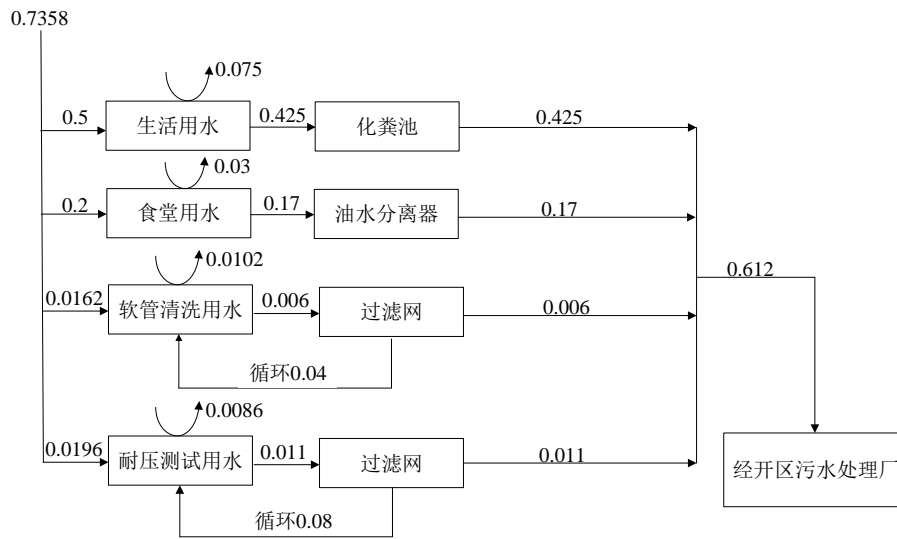 0.7358
0.075
0.5
生活用水
0.425
化粪池
0.425
0.03
0.2
食堂用水
0.17
油水分离器
0.17
0.0102
0.612
0.0162
软管清洗用水
0.006
过滤网
0.006
循环0.04
0.0086
0.0196
耐压测试用水
0.011
过滤网
0.011
经开区污水处理厂
循环0.08